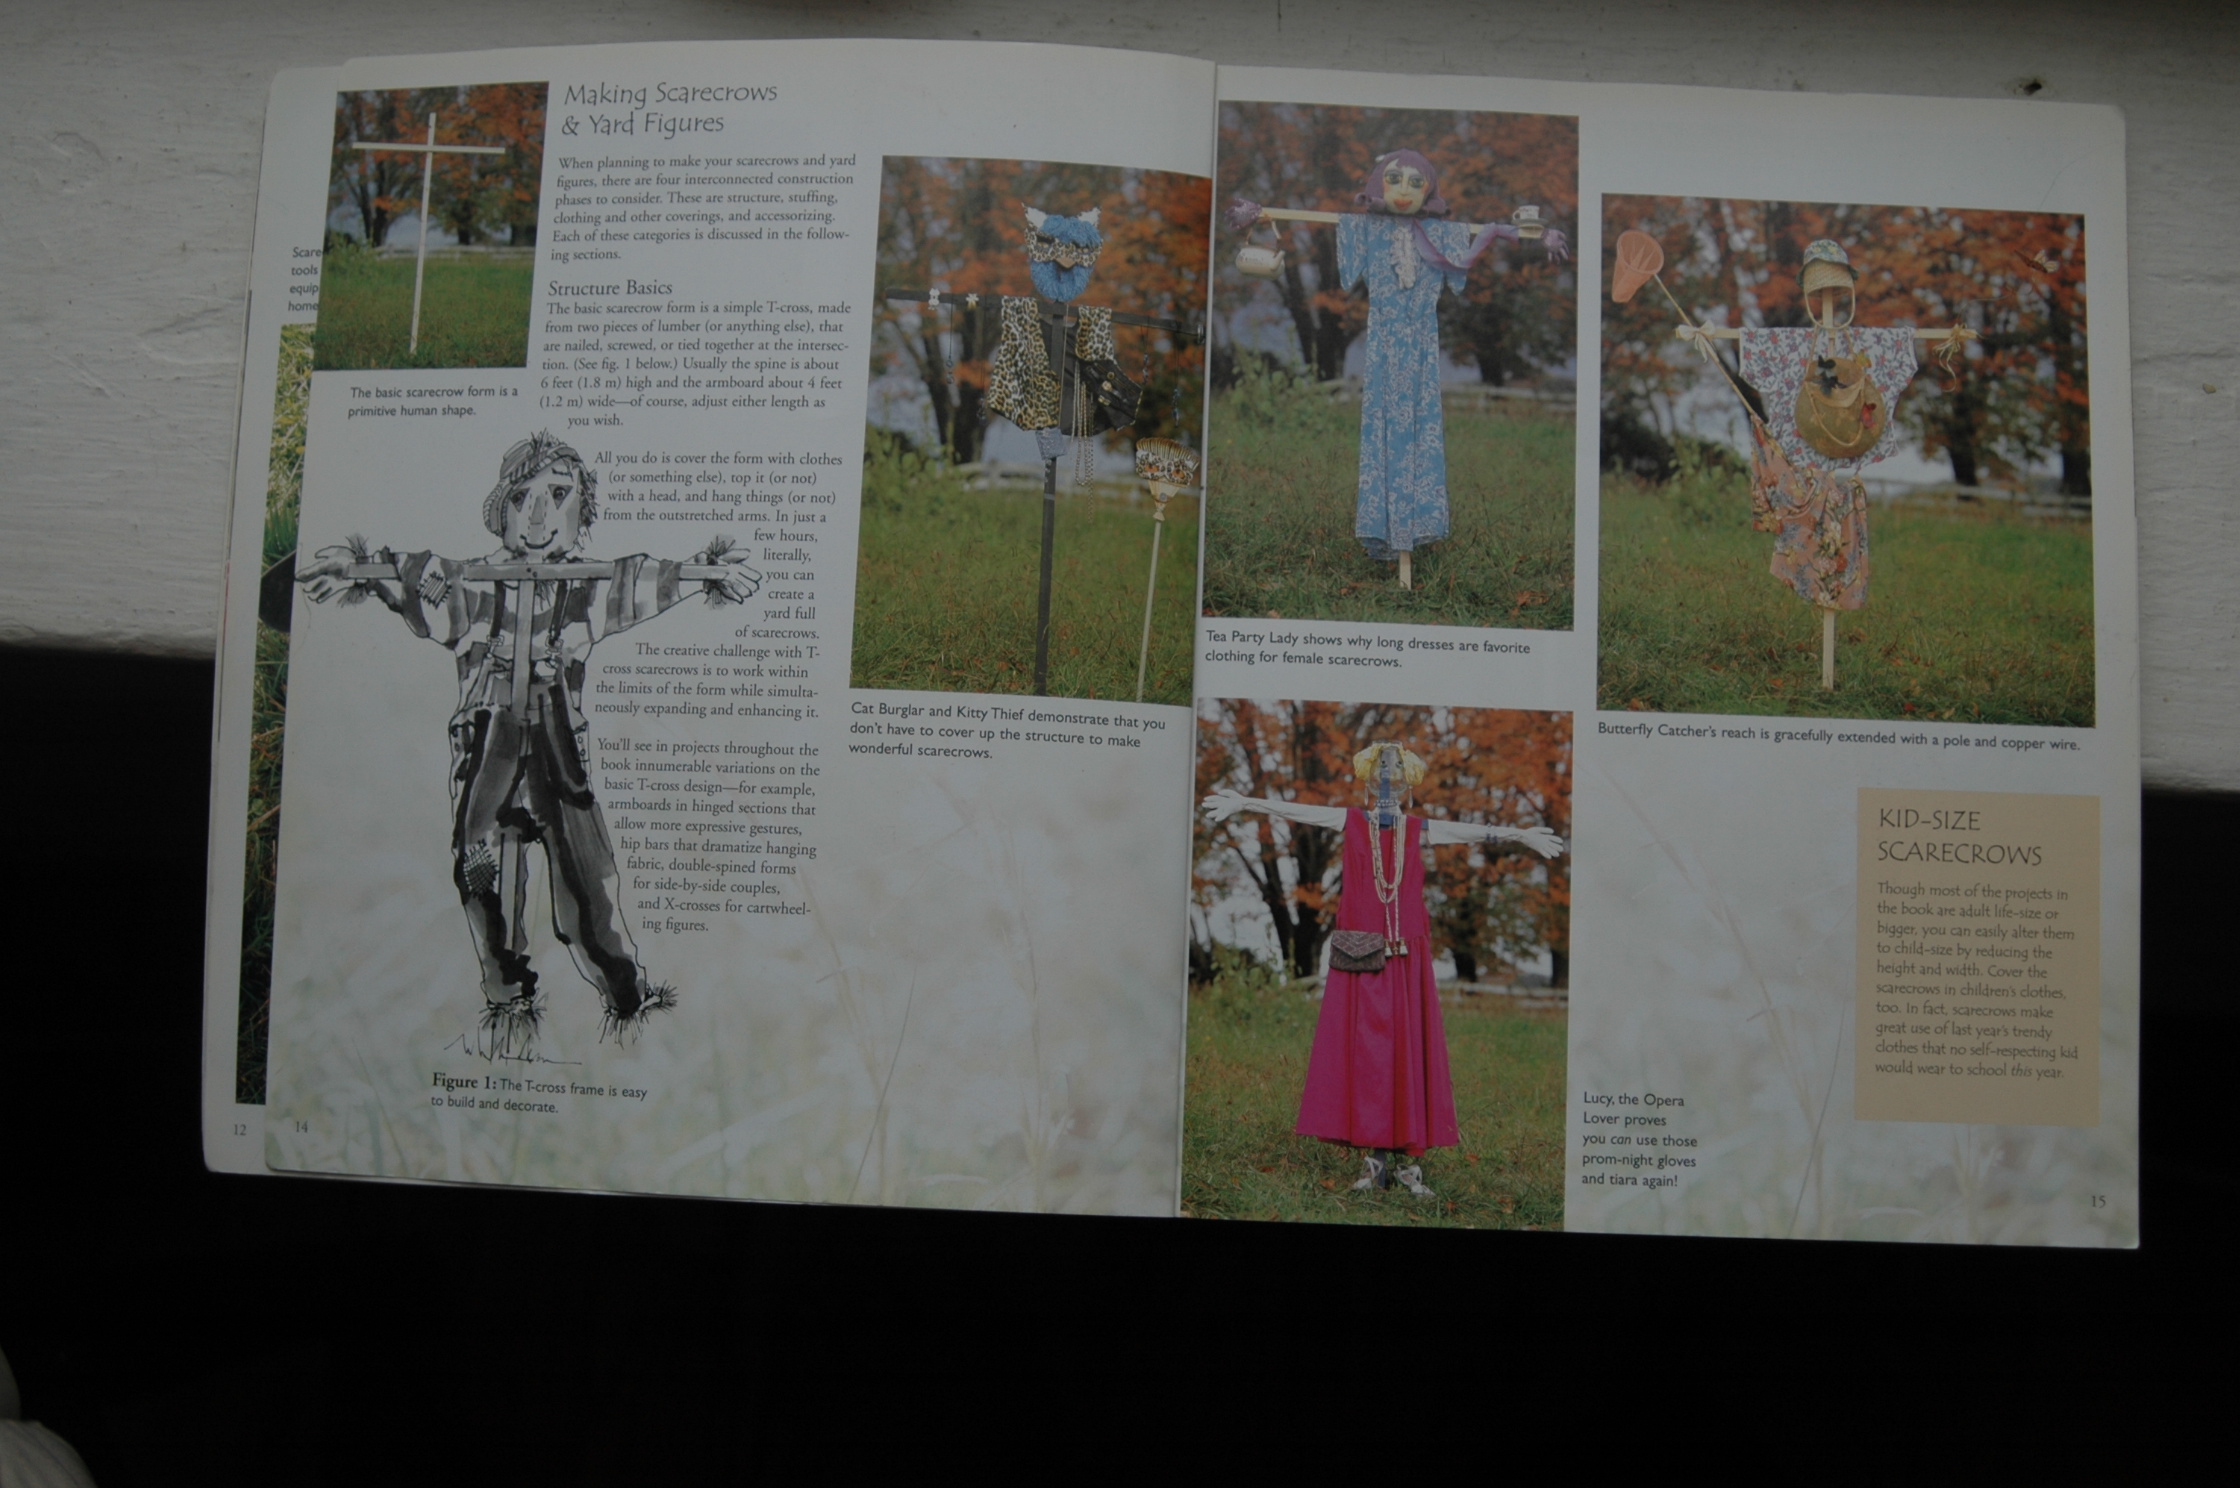 Scare
tools
equip
home
12
The basic scarecrow form is a
primitive human shape.
Making Scarecrows
& Yard Figures
When planning to make your scarecrows and yard
figures, there are four interconnected construction
phases to consider. These are structure, stuffing,
clothing and other coverings, and accessorizing.
Each of these categories is discussed in the follow-
ing sections.
Structure Basics
The basic scarecrow form is a simple T-cross, made
from two pieces of lumber (or anything else), that
are nailed, screwed, or tied together at the intersec-
tion. (See fig. 1 below.) Usually the spine is about
6 feet (1.8 m) high and the armboard about 4 feet
(1.2 m) wide—of course, adjust either length as
you wish.
All you do is cover the form with clothes
(or something else), top it (or not)
with a head, and hang things (or not)
from the outstretched arms. In just a
few hours,
literally,
you can
create a
yard full
of scarecrows.
The creative challenge with T-
cross scarecrows is to work within
the limits of the form while simulta-
neously expanding and enhancing it.
You'll see in projects throughout the
book innumerable variations on the
basic T-cross design—for example,
armboards in hinged sections that
allow more expressive gestures,
hip bars that dramatize hanging
fabric, double-spined forms
for side-by-side couples,
and X-crosses for cartwheel-
ing figures.
Figure 1: The T-cross frame is easy
to build and decorate.
14
Cat Burglar and Kitty Thief demonstrate that you
don't have to cover up the structure to make
wonderful scarecrows.
Tea Party Lady shows why long dresses are favorite
clothing for female scarecrows.
Butterfly Catcher's reach is gracefully extended with a pole and copper wire.
Lucy, the Opera
Lover proves
you can use those
prom-night gloves
and tiara again!
KID-SIZE
SCARECROWS
Though most of the projects in
the book are adult life-size or
bigger, you can easily alter them
to child-size by reducing the
height and width. Cover the
scarecrows in children's clothes,
too. In fact, scarecrows make
great use of last year's trendy
clothes that no self-respecting kid
would wear to school this year.
15